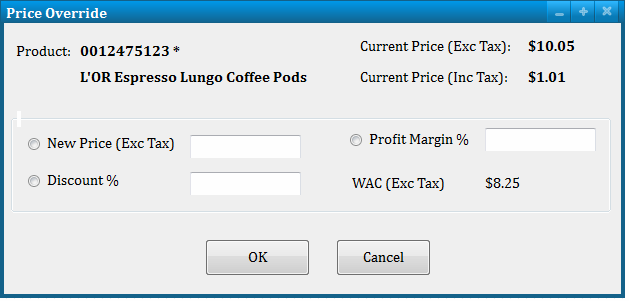 Price Override
Product: 0012475123 *
L'OR Espresso Lungo Coffee Pods
Current Price (Exc Tax): $10.05
Current Price (Inc Tax): $1.01
New Price (Exc Tax)
Discount %
Profit Margin %
WAC (Exc Tax) $8.25
OK
Cancel